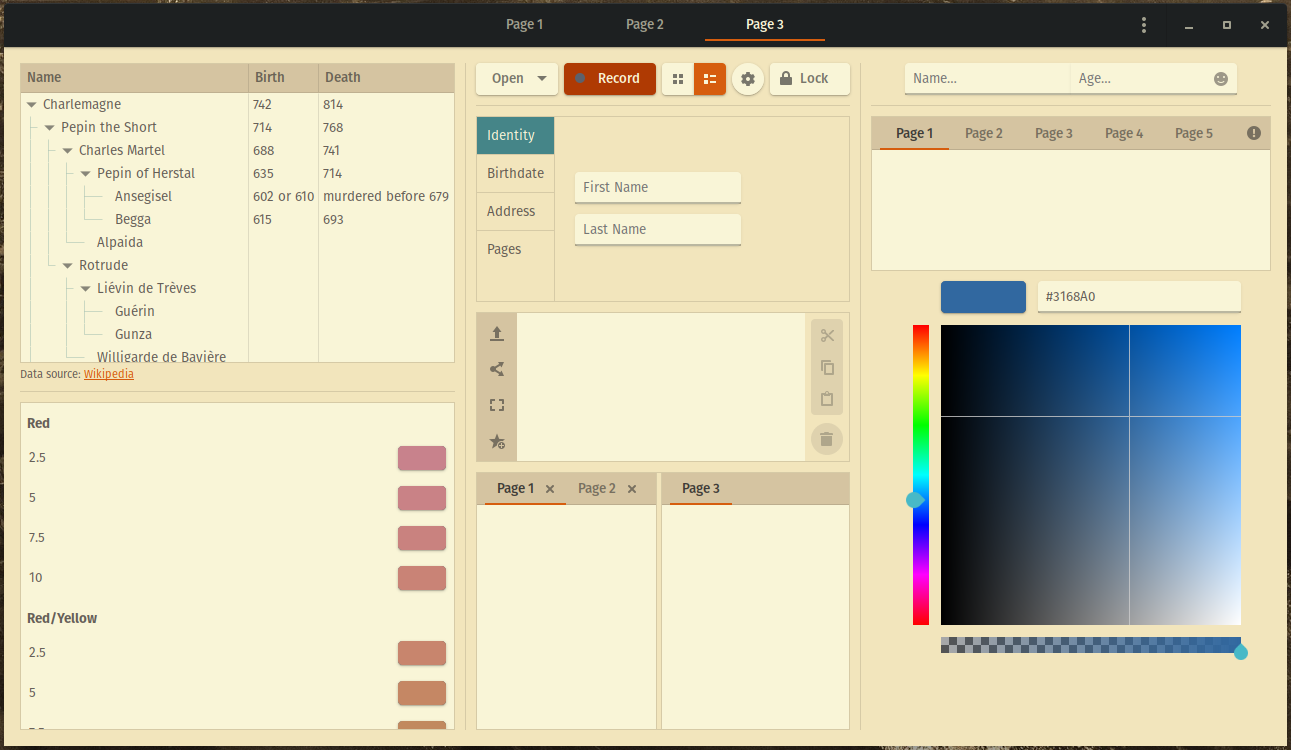 Page 1 Page 2 Page 3
Name Birth Death
Charlemagne 742 814
Pepin the Short 714 768
Charles Martel 688 741
Pepin of Herstal 635 714
Ansegisel 602 or 610 murdered before 679
Begga 615 693
Alpaida
Rotrude
Liévin de Trèves
Guérin
Gunza
Willigarde de Bavière
Data source: Wikipedia
Red
2.5
5
7.5
10
Red/Yellow
2.5
5
Open Record Lock
Identity
Birthdate
Address
Pages
First Name
Last Name
Page 1 Page 2 Page 3
Name... Age...
Page 1 Page 2 Page 3 Page 4 Page 5
#3168A0